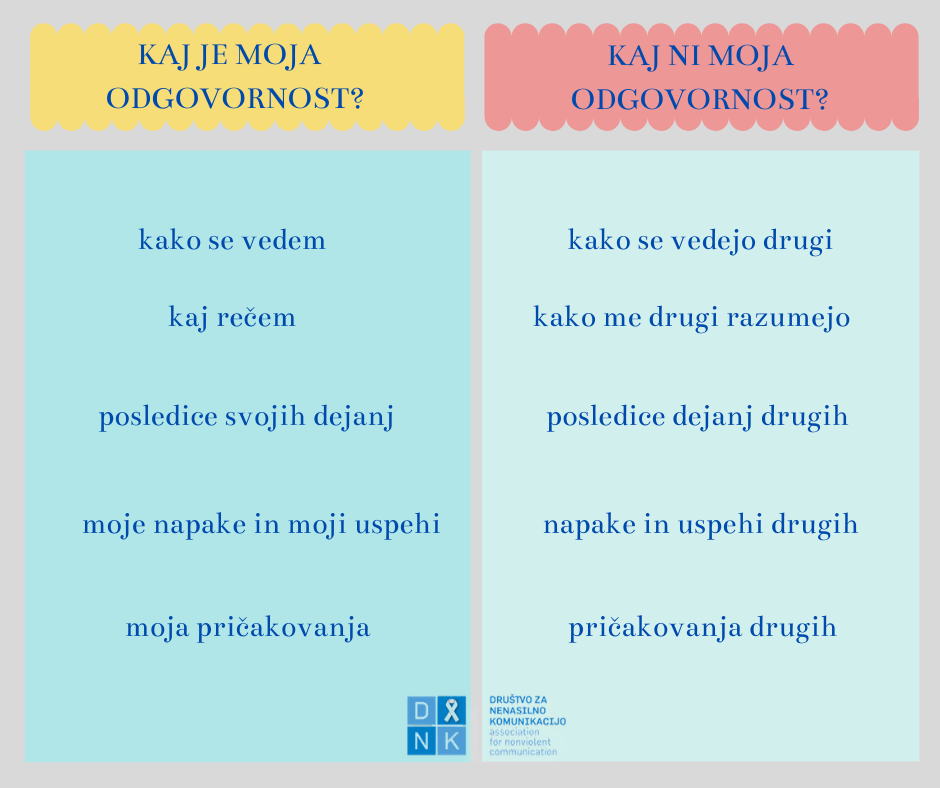 KAJ JE MOJA
ODGOVORNOST?
kako se vedem
kaj rečem
posledice svojih dejanj
moje napake in moji uspehi
moja pričakovanja
KAJ NI MOJA
ODGOVORNOST?
kako se vedejo drugi
kako me drugi razumejo
posledice dejanj drugih
napake in uspehi drugih
pričakovanja drugih
D
N K
DRUŠTVO ZA
NENASILNO
KOMUNIKACIJO
association
for nonviolent
communication